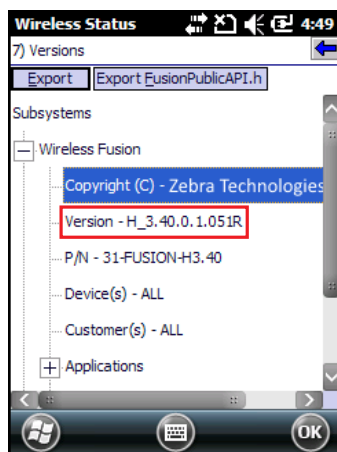 Wireless Status 4:49
7) Versions
Export Export FusionPublicAPI.h
Subsystems
Wireless Fusion
Copyright (C) - Zebra Technologies
Version - H_3.40.0.1.051R
P/N - 31-FUSION-H3.40
Device(s) - ALL
Customer(s) - ALL
Applications
OK